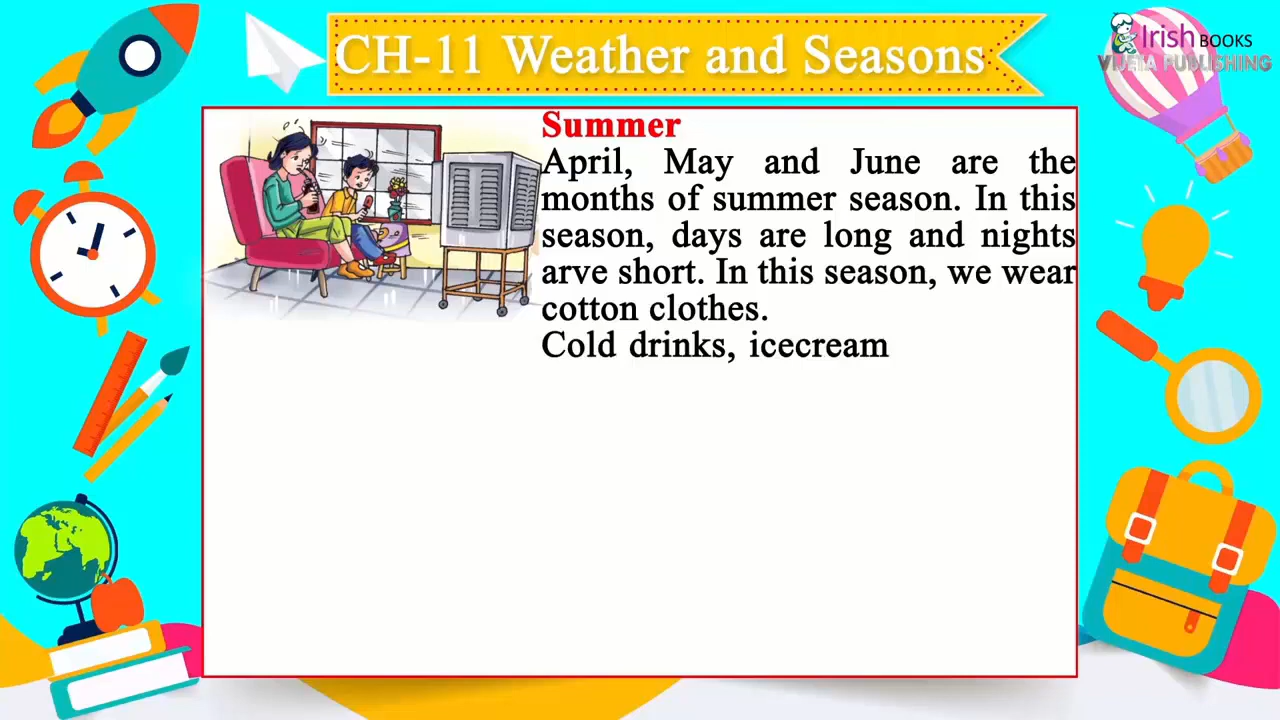 CH-11 Weather and Seasons
Irish BOOKS
VIJETA PUBLISHING
Summer
April, May and June are the
months of summer season. In this
season, days are long and nights
arve short. In this season, we wear
cotton clothes.
Cold drinks, icecream